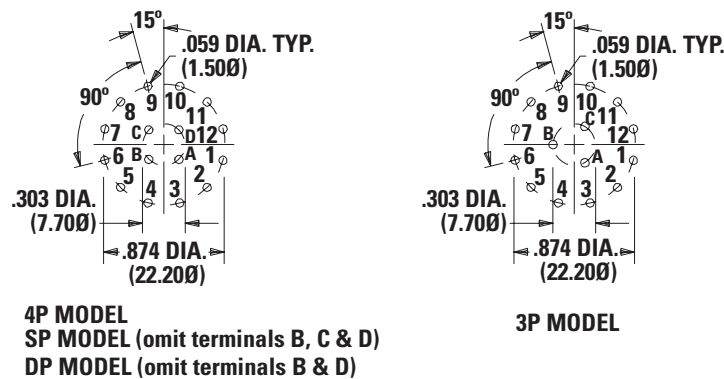 15º
.059 DIA. TYP.
(1.50Ø)
90º
9 10
8 11
7 C D 12
6 B A 1
5 2
4 3
.303 DIA.
(7.70Ø)
.874 DIA.
(22.20Ø)
4P MODEL
SP MODEL (omit terminals B, C & D)
DP MODEL (omit terminals B & D)
15º
.059 DIA. TYP.
(1.50Ø)
90º
9 10
8 C 11
7 B 12
6 A 1
5 2
4 3
.303 DIA.
(7.70Ø)
.874 DIA.
(22.20Ø)
3P MODEL